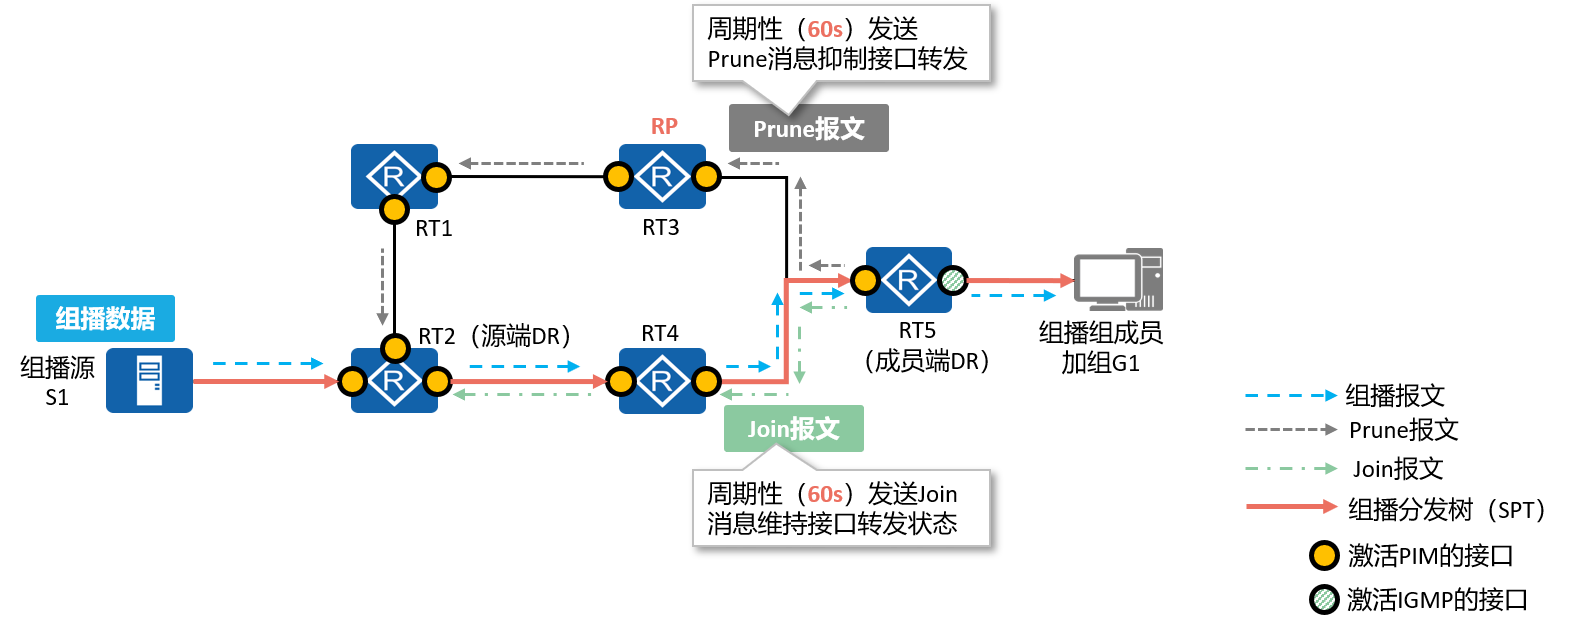 周期性（60s）发送
Prune消息抑制接口转发
Prune报文
RP
RT1
RT3
组播数据
组播源
S1
RT2（源端DR）
RT4
RT5
（成员端DR）
组播组成员
加组G1
Join报文
周期性（60s）发送Join
消息维持接口转发状态
组播报文
Prune报文
Join报文
组播分发树（SPT）
激活PIM的接口
激活IGMP的接口
R
R
R
R
R